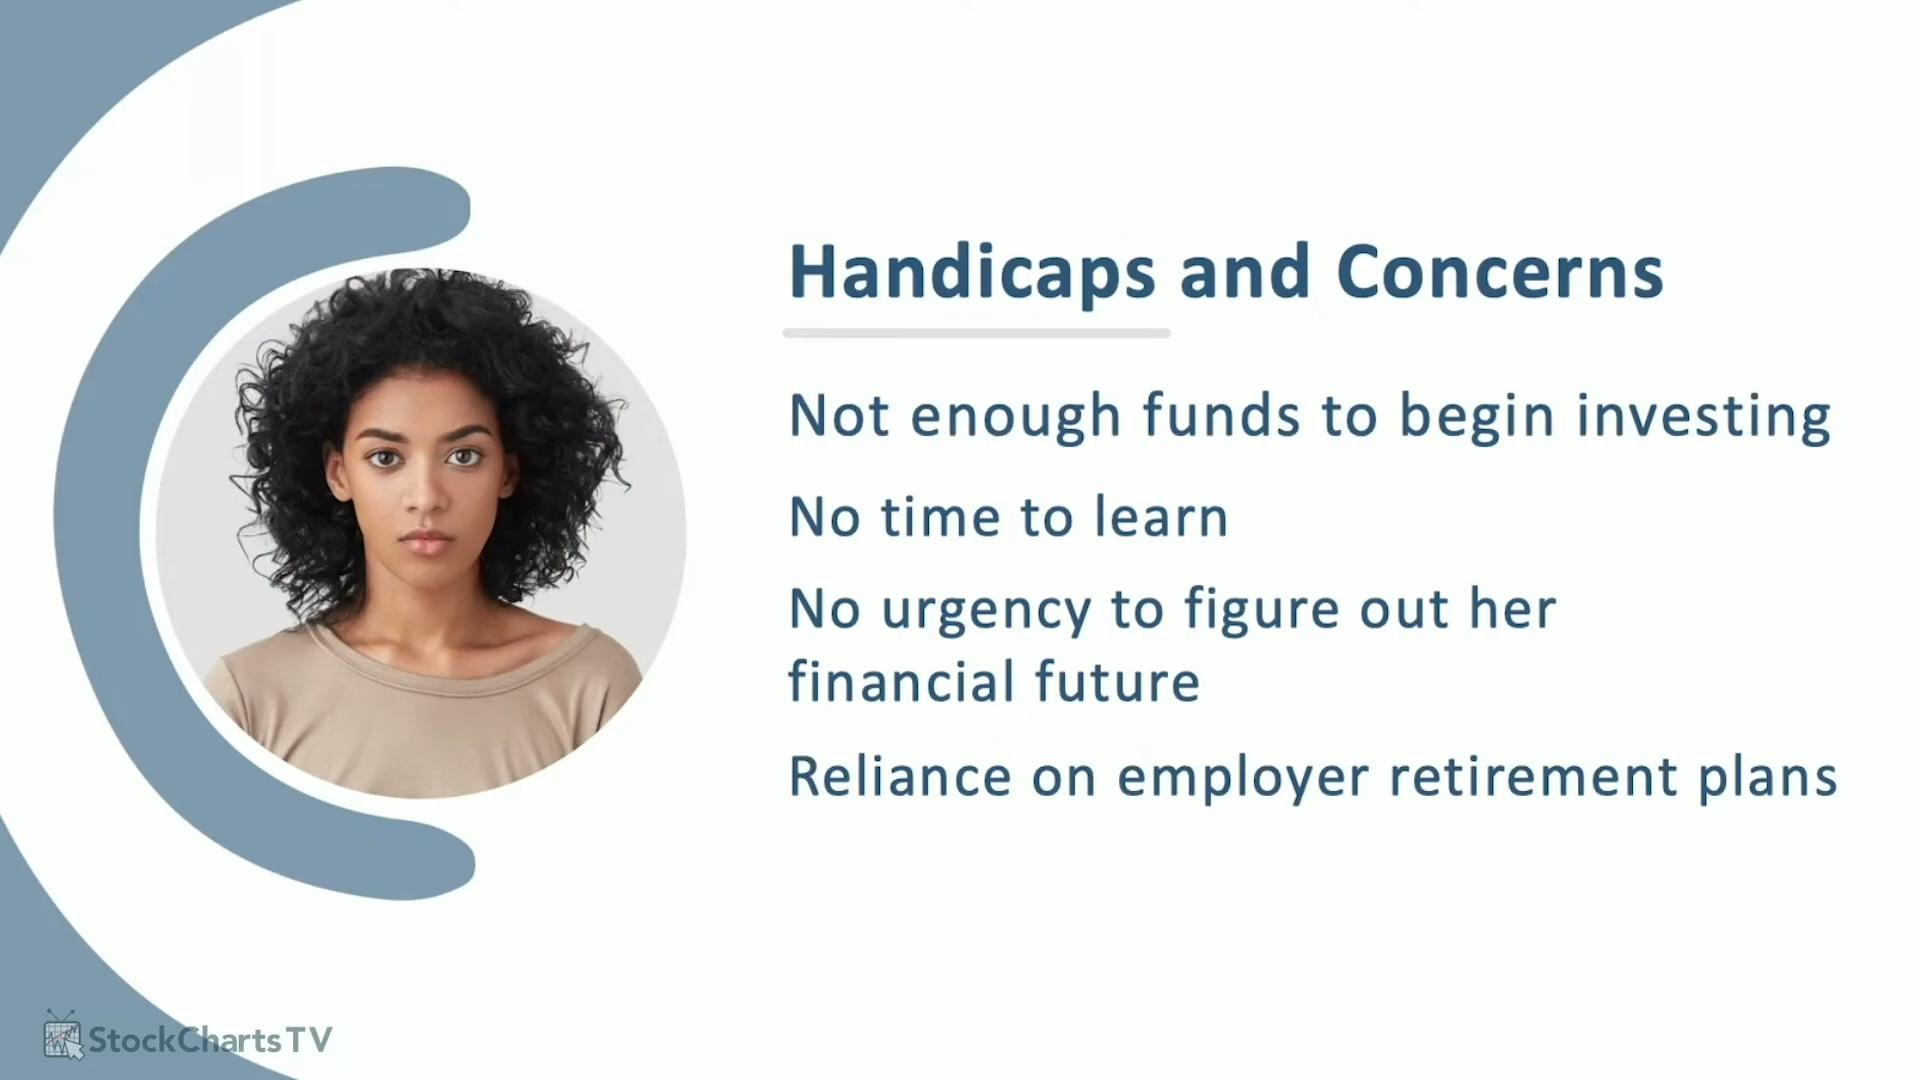 Handicaps and Concerns
Not enough funds to begin investing
No time to learn
No urgency to figure out her
financial future
Reliance on employer retirement plans
StockChartsTV